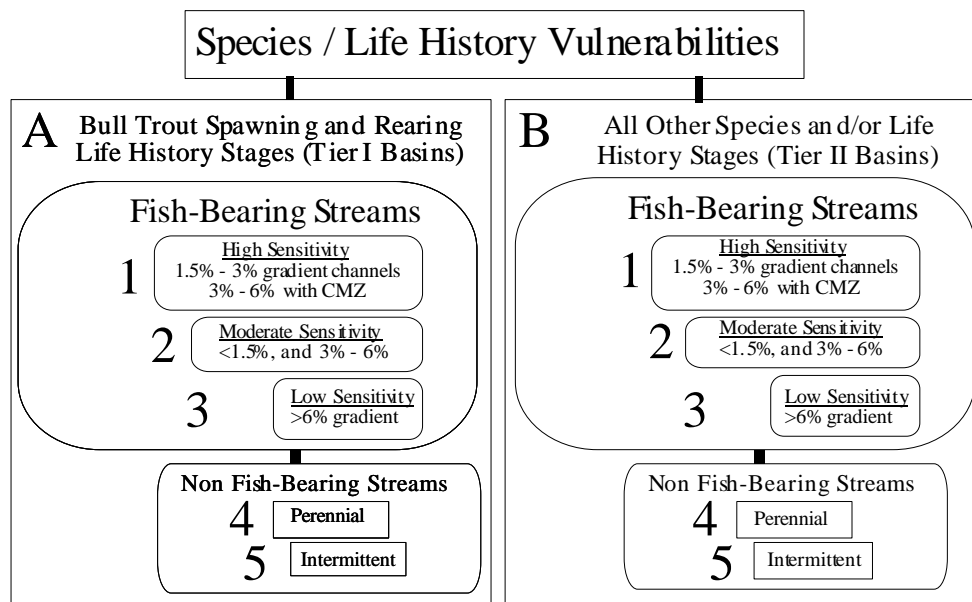 Species / Life History Vulnerabilities
A
Bull Trout Spawning and Rearing
Life History Stages (Tier I Basins)
Fish-Bearing Streams
1
High Sensitivity
1.5% - 3% gradient channels
3% - 6% with CMZ
2
Moderate Sensitivity
<1.5%, and 3% - 6%
3
Low Sensitivity
>6% gradient
Non Fish-Bearing Streams
4
Perennial
5
Intermittent
B
All Other Species and/or Life
History Stages (Tier II Basins)
Fish-Bearing Streams
1
High Sensitivity
1.5% - 3% gradient channels
3% - 6% with CMZ
2
Moderate Sensitivity
<1.5%, and 3% - 6%
3
Low Sensitivity
>6% gradient
Non Fish-Bearing Streams
4
Perennial
5
Intermittent